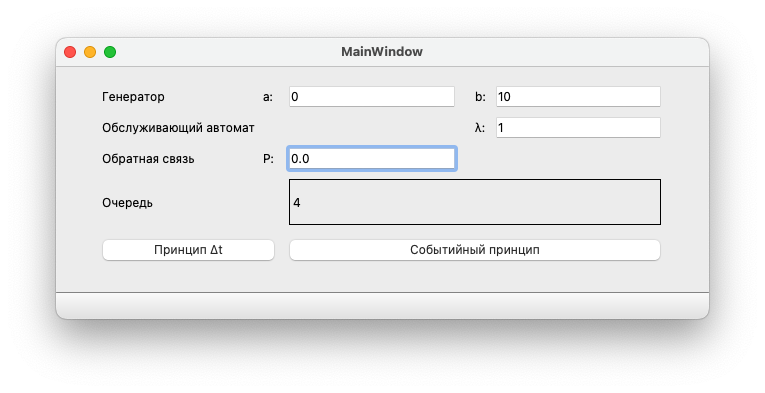 MainWindow
Генератор a: 0 b: 10
Обслуживающий автомат λ: 1
Обратная связь P: 0.0
Очередь 4
Принцип Δt Событийный принцип